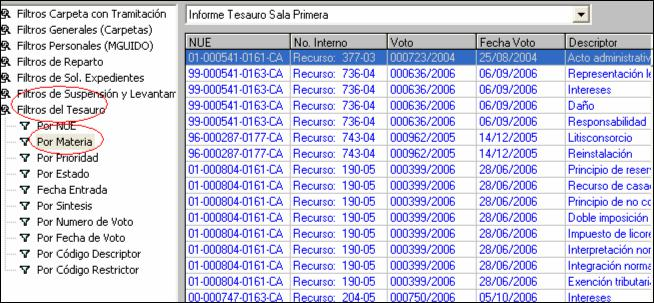 Filtros Carpeta con Tramitación
Filtros Generales (Carpetas)
Filtros Personales (MGUIDO)
Filtros de Reparto
Filtros de Sol. Expedientes
Filtros de Suspensión y Levantam
Filtros del Tesauro
Por NUE
Por Materia
Por Prioridad
Por Estado
Fecha Entrada
Por Sintesis
Por Numero de Voto
Por Fecha de Voto
Por Código Descriptor
Por Código Restrictor
Informe Tesauro Sala Primera
NUE No. Interno Voto Fecha Voto Descriptor
01-000541-0161-CA Recurso: 377-03 000723/2004 25/08/2004 Acto administrativ
99-000541-0163-CA Recurso: 736-04 000636/2006 06/09/2006 Representación le
99-000541-0163-CA Recurso: 736-04 000636/2006 06/09/2006 Intereses
99-000541-0163-CA Recurso: 736-04 000636/2006 06/09/2006 Daño
99-000541-0163-CA Recurso: 736-04 000636/2006 06/09/2006 Responsabilidad
96-000287-0177-CA Recurso: 743-04 000962/2005 14/12/2005 Litisconsorcio
96-000287-0177-CA Recurso: 743-04 000962/2005 14/12/2005 Reinstalación
01-000804-0161-CA Recurso: 190-05 000399/2006 28/06/2006 Principio de reser
01-000804-0161-CA Recurso: 190-05 000399/2006 28/06/2006 Recurso de casa
01-000804-0161-CA Recurso: 190-05 000399/2006 28/06/2006 Principio de no co
01-000804-0161-CA Recurso: 190-05 000399/2006 28/06/2006 Doble imposición
01-000804-0161-CA Recurso: 190-05 000399/2006 28/06/2006 Impuesto de licore
01-000804-0161-CA Recurso: 190-05 000399/2006 28/06/2006 Interpretación nor
01-000804-0161-CA Recurso: 190-05 000399/2006 28/06/2006 Integración norma
01-000804-0161-CA Recurso: 190-05 000399/2006 28/06/2006 Exención tributari
00-000747-0163-CA Recurso: 204-05 000750/2006 05/10/2006 Intereses